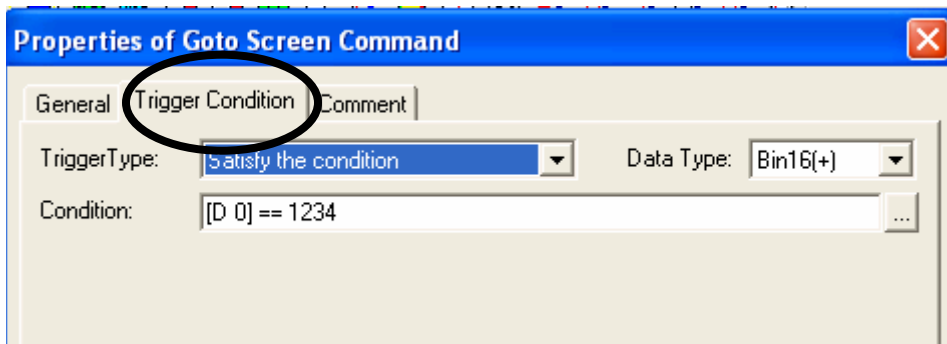 Properties of Goto Screen Command
General Trigger Condition Comment
TriggerType: Satisfy the condition Data Type: Bin16(+)
Condition: [D 0] == 1234 ...